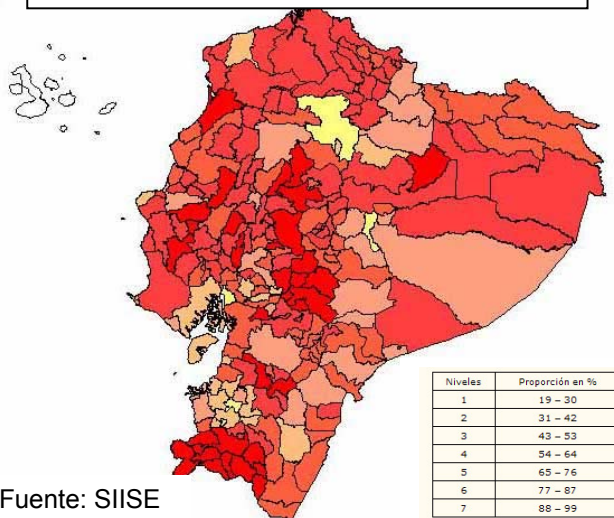 Niveles Proporción en %
1 19 – 30
2 31 – 42
3 43 – 53
4 54 – 64
5 65 – 76
6 77 – 87
7 88 – 99
Fuente: SIISE